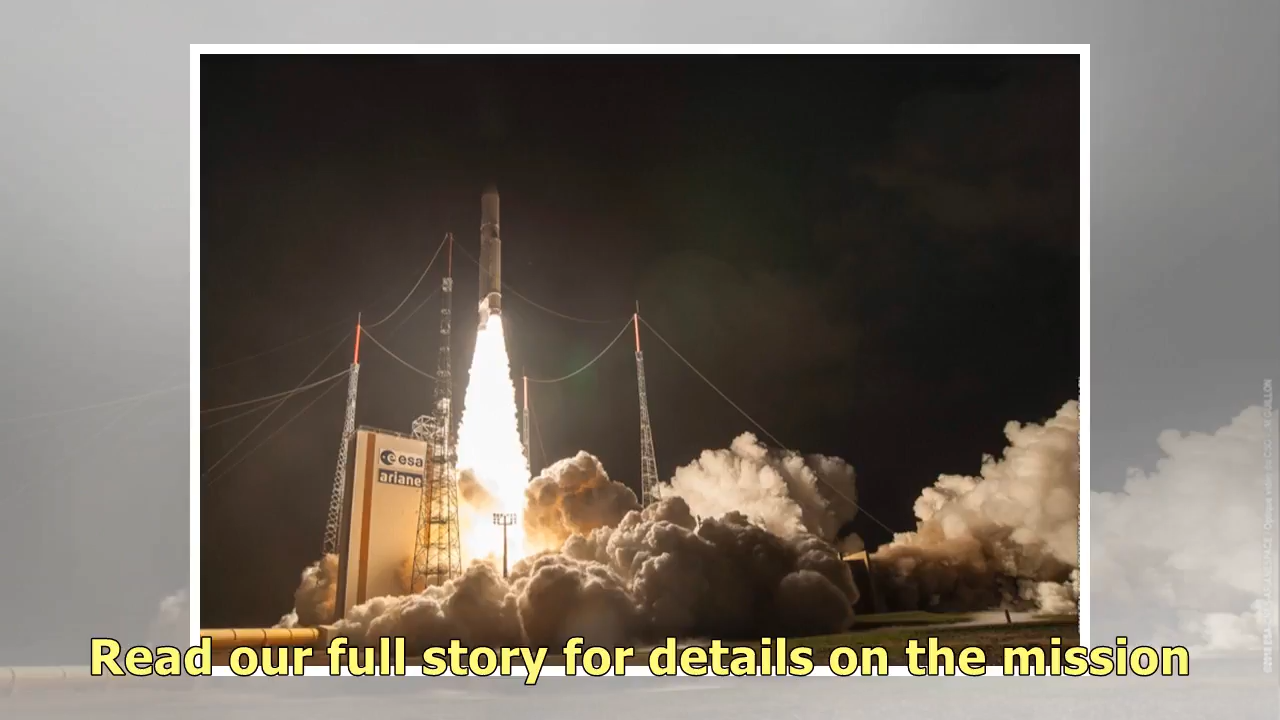 esa
ariane
Read our full story for details on the mission